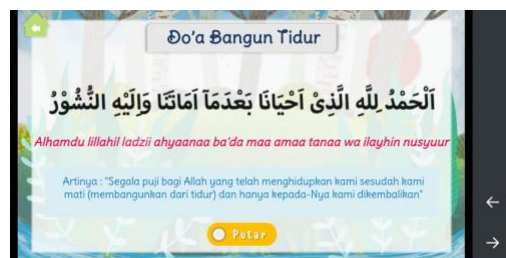 Do'a Bangun Tidur
اَلْحَمْدُ لِلَّهِ الَّذِىْ اَحْيَانَا بَعْدَمَآ اَمَاتَنَا وَاِلَيْهِ النُّشُوْرُ
Alhamdu lillahil ladzii ahyaanaa ba'da maa amaa tanaa wa ilayhin nusyuur
Artinya : "Segala puji bagi Allah yang telah menghidupkan kami sesudah kami
mati (membangunkan dari tidur) dan hanya kepada-Nya kami dikembalikan"
Putar